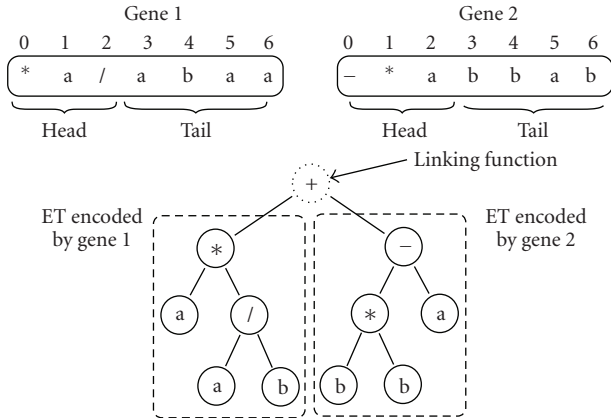 Gene 1 Gene 2
0 1 2 3 4 5 6 0 1 2 3 4 5 6
* a / a b a a − * a b b a b
Head Tail Head Tail
Linking function
+
ET encoded by gene 1
ET encoded by gene 2
* −
a / * a
a b b b